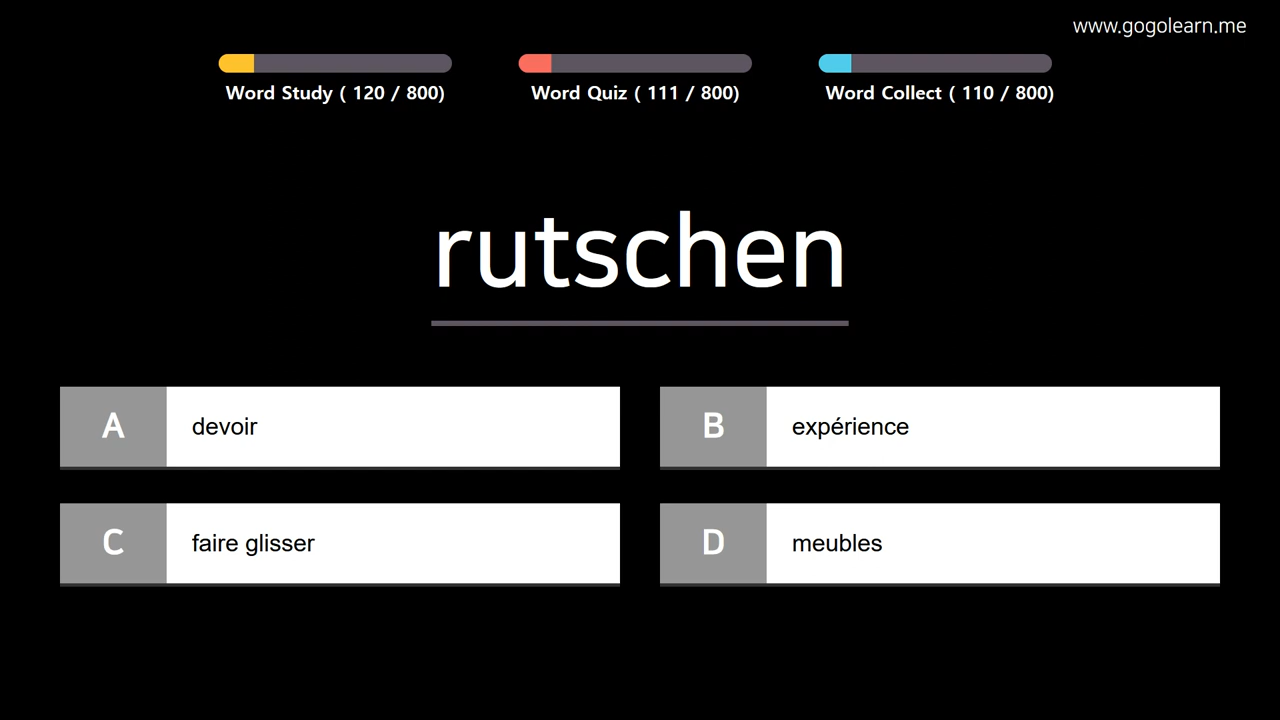 www.gogolearn.me
Word Study ( 120 / 800)
Word Quiz ( 111 / 800)
Word Collect ( 110 / 800)
rutschen
A devoir
B expérience
C faire glisser
D meubles